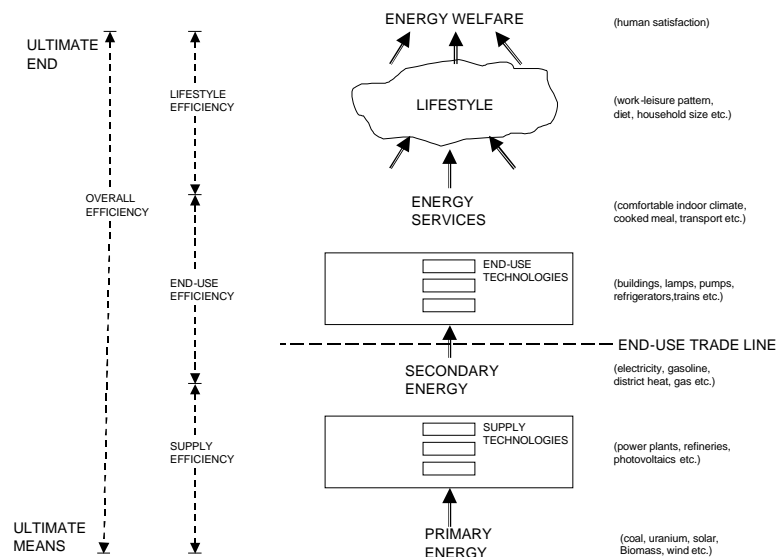 ULTIMATE
END
ENERGY WELFARE
(human satisfaction)
LIFESTYLE
EFFICIENCY
LIFESTYLE
(work-leisure pattern,
diet, household size etc.)
OVERALL
EFFICIENCY
ENERGY
SERVICES
(comfortable indoor climate,
cooked meal, transport etc.)
END-USE
EFFICIENCY
END-USE
TECHNOLOGIES
(buildings, lamps, pumps,
refrigerators,trains etc.)
END-USE TRADE LINE
SECONDARY
ENERGY
(electricity, gasoline,
district heat, gas etc.)
SUPPLY
EFFICIENCY
SUPPLY
TECHNOLOGIES
(power plants, refineries,
photovoltaics etc.)
ULTIMATE
MEANS
PRIMARY
ENERGY
(coal, uranium, solar,
Biomass, wind etc.)